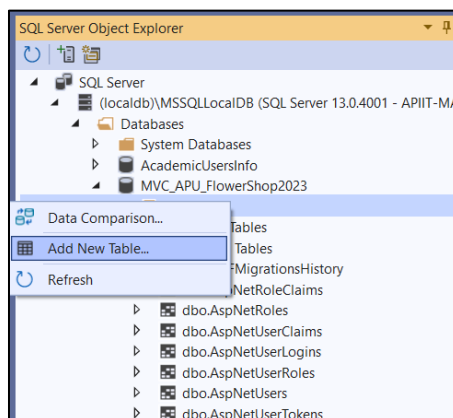 SQL Server Object Explorer
SQL Server
(localdb)\MSSQLLocalDB (SQL Server 13.0.4001 - APIIT-MA
Databases
System Databases
AcademicUsersInfo
MVC_APU_FlowerShop2023
Data Comparison...
Tables
Add New Table...
Tables
FMigrationsHistory
Refresh
NetRoleClaims
dbo.AspNetRoles
dbo.AspNetUserClaims
dbo.AspNetUserLogins
dbo.AspNetUserRoles
dbo.AspNetUsers
dbo.AspNetUserTokens